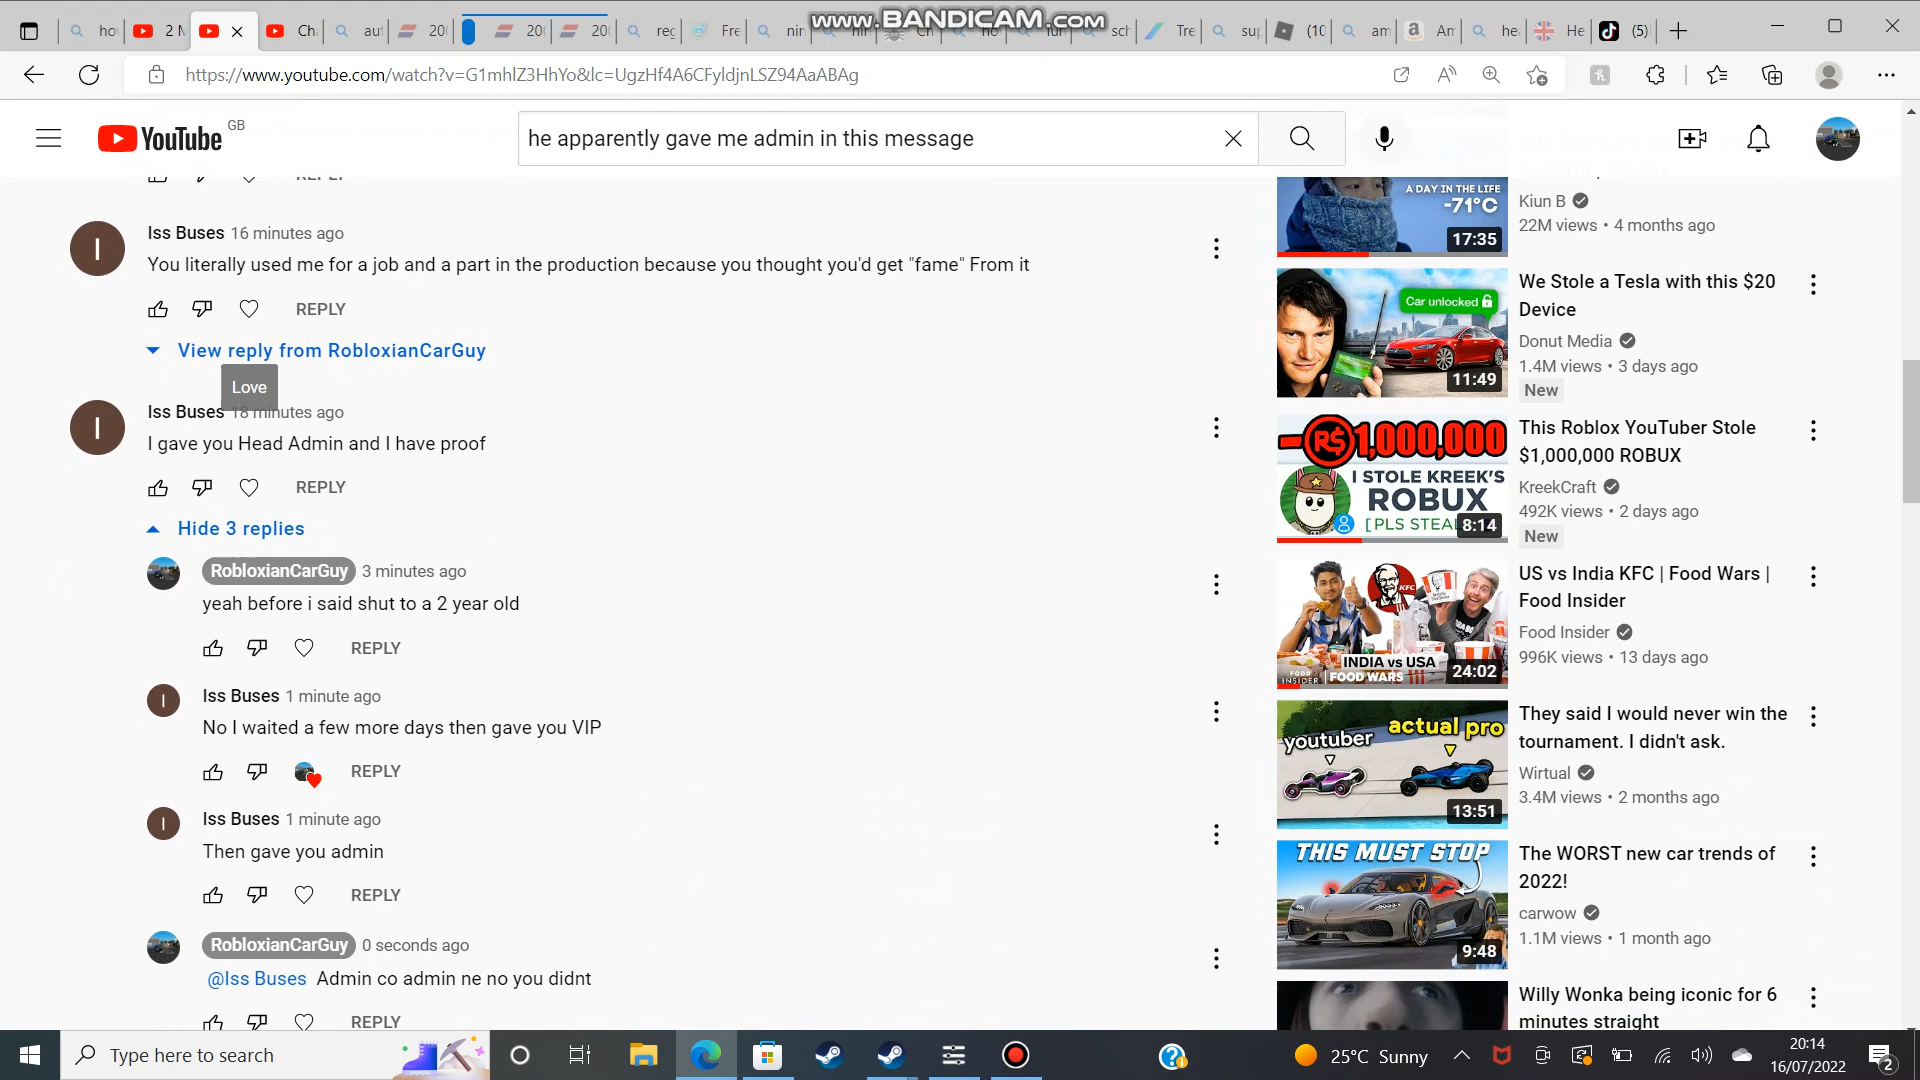 www.BANDICAM.com
https://www.youtube.com/watch?v=G1mhlZ3HhYo&lc=UgzHf4A6CFyldjnLSZ94AaABAg
YouTube GB
he apparently gave me admin in this message
REPLY
Iss Buses 16 minutes ago
You literally used me for a job and a part in the production because you thought you'd get "fame" From it
REPLY
View reply from RobloxianCarGuy
Love
Iss Buses 18 minutes ago
I gave you Head Admin and I have proof
REPLY
Hide 3 replies
RobloxianCarGuy 3 minutes ago
yeah before i said shut to a 2 year old
REPLY
Iss Buses 1 minute ago
No I waited a few more days then gave you VIP
REPLY
Iss Buses 1 minute ago
Then gave you admin
REPLY
RobloxianCarGuy 0 seconds ago
@Iss Buses Admin co admin ne no you didnt
REPLY
A DAY IN THE LIFE
-71°C
17:35
Kiun B
22M views • 4 months ago
Car unlocked
11:49
We Stole a Tesla with this $20
Device
Donut Media
1.4M views • 3 days ago
New
-R$1,000,000
I STOLE KREEK'S
ROBUX
[PLS STEA
8:14
This Roblox YouTuber Stole
$1,000,000 ROBUX
KreekCraft
492K views • 2 days ago
New
KFC
INDIA vs USA
FOOD INSIDER | FOOD WARS
24:02
US vs India KFC | Food Wars |
Food Insider
Food Insider
996K views • 13 days ago
youtuber
actual pro
13:51
They said I would never win the
tournament. I didn't ask.
Wirtual
3.4M views • 2 months ago
THIS MUST STOP
9:48
The WORST new car trends of
2022!
carwow
1.1M views • 1 month ago
Willy Wonka being iconic for 6
minutes straight
Type here to search
25°C Sunny
20:14
16/07/2022
2